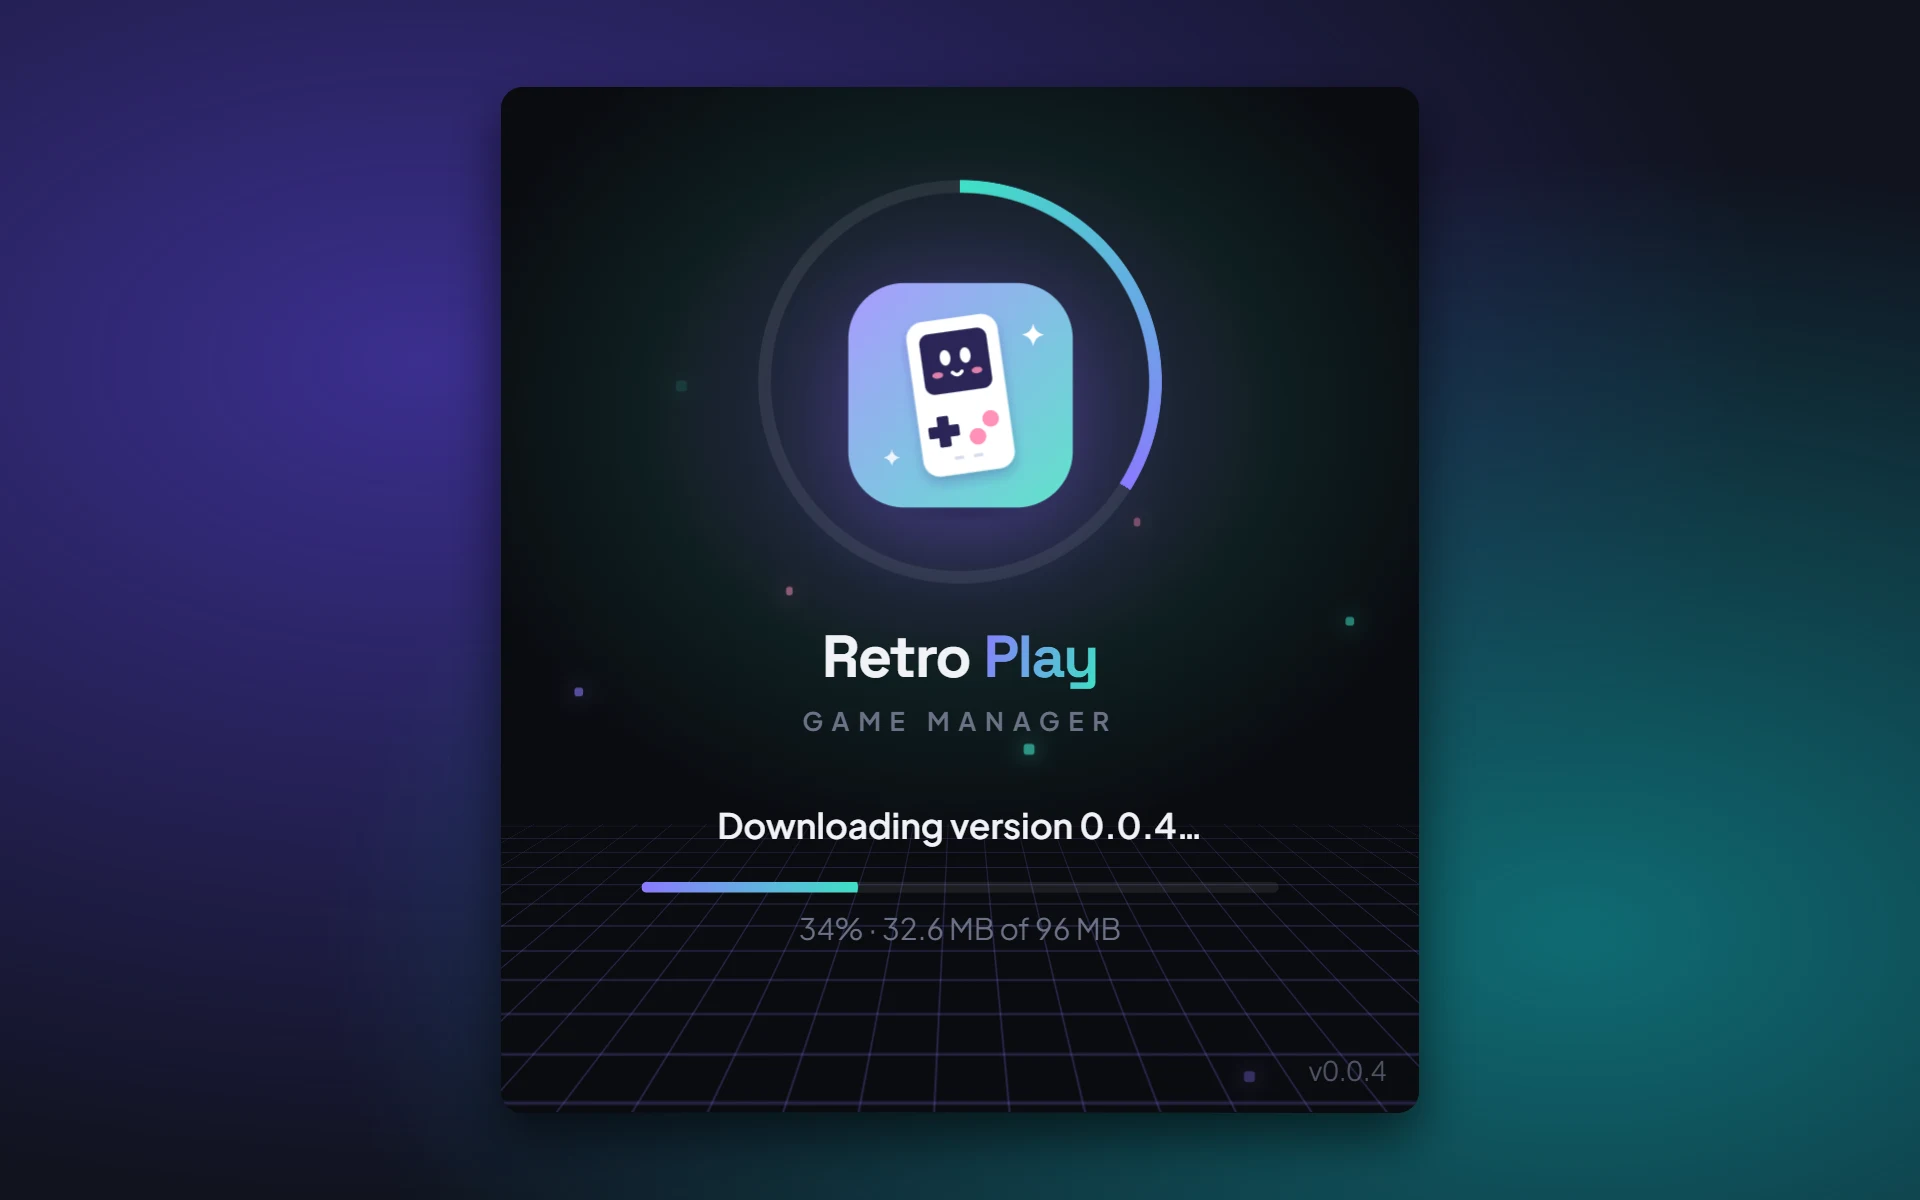 Retro Play
GAME MANAGER
Downloading version 0.0.4…
34% · 32.6 MB of 96 MB
v0.0.4